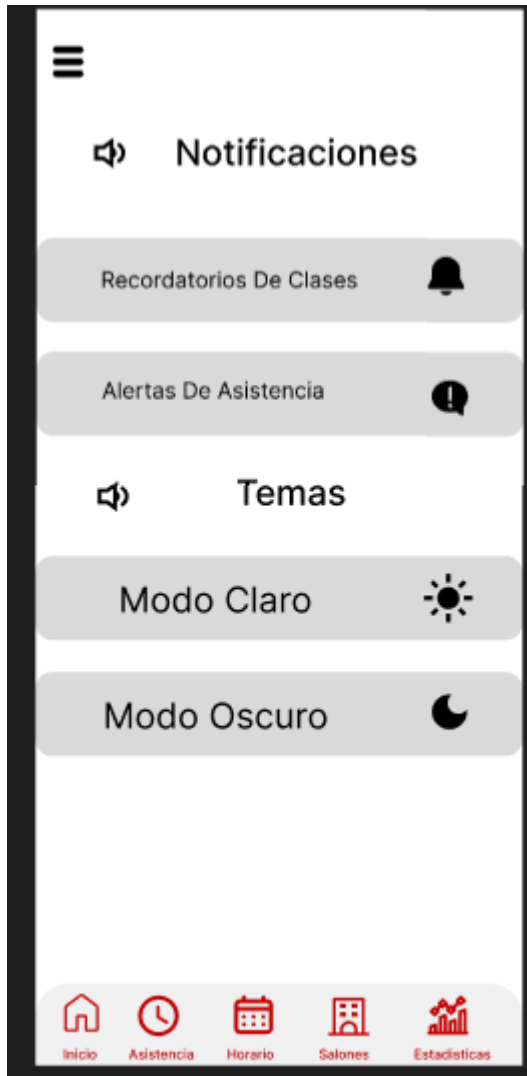 Notificaciones
Recordatorios De Clases
Alertas De Asistencia
Temas
Modo Claro
Modo Oscuro
Inicio Asistencia Horario Salones Estadisticas